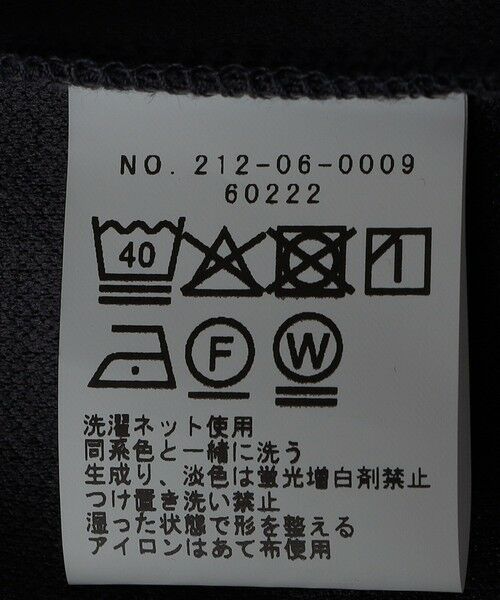 NO. 212-06-0009
60222
40
F W
洗濯ネット使用
同系色と一緒に洗う
生成り、淡色は蛍光増白剤禁止
つけ置き洗い禁止
湿った状態で形を整える
アイロンはあて布使用